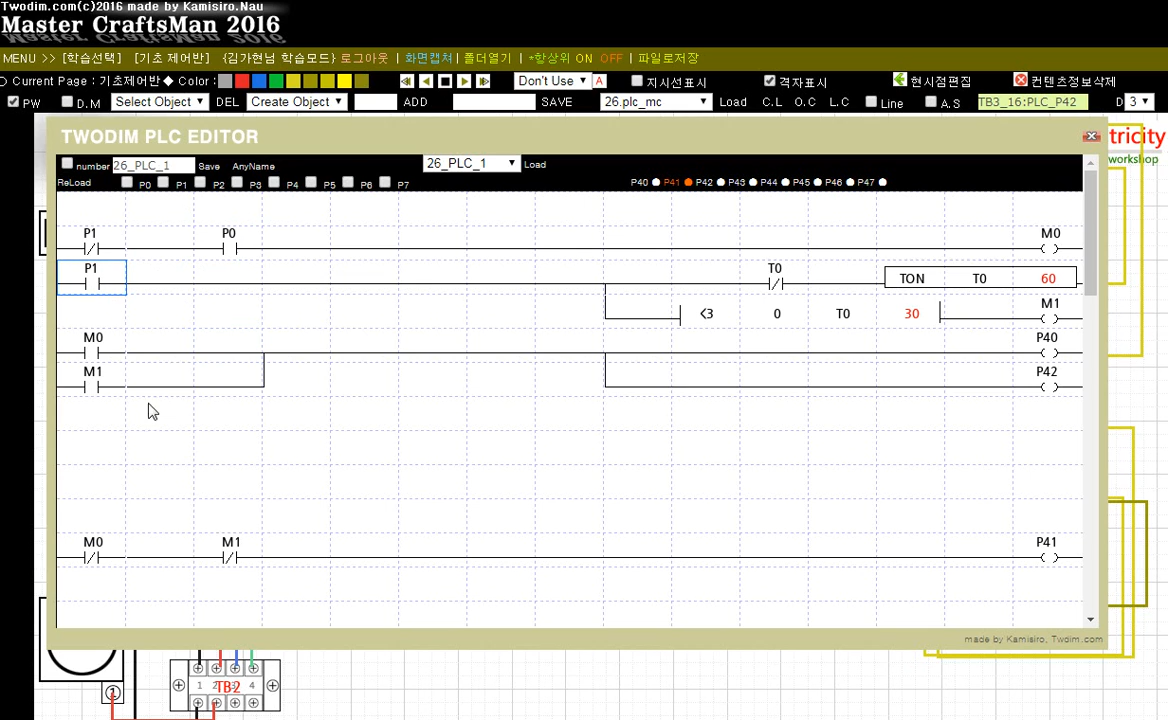 Twodim.com(c)2016 made by Kamisiro.Nau
Master CraftsMan 2016
MENU >> [학습선택] [기초 제어반] {김가현님 학습모드} 로그아웃 | 화면캡쳐 | 폴더열기 | *항상위 ON OFF | 파일로저장
Current Page : 기초제어반◆ Color : Don't Use ▼ A 지시선표시 격자표시 현시점편집 컨텐츠정보삭제
PW D.M Select Object ▼ DEL Create Object ▼ ADD SAVE 26.plc_mc ▼ Load C.L O.C L.C Line A.S TB3_16:PLC_P42 D 3 ▼
TWODIM PLC EDITOR
tricity
workshop
number 26_PLC_1 Save AnyName 26_PLC_1 ▼ Load
ReLoad P0 P1 P2 P3 P4 P5 P6 P7 P40 P41 P42 P43 P44 P45 P46 P47
P1 P0 M0
P1 T0 TON T0 60
<3 0 T0 30 M1
M0 P40
M1 P42
M0 M1 P41
made by Kamisiro, Twdim.com
1 2 4
TB2
1